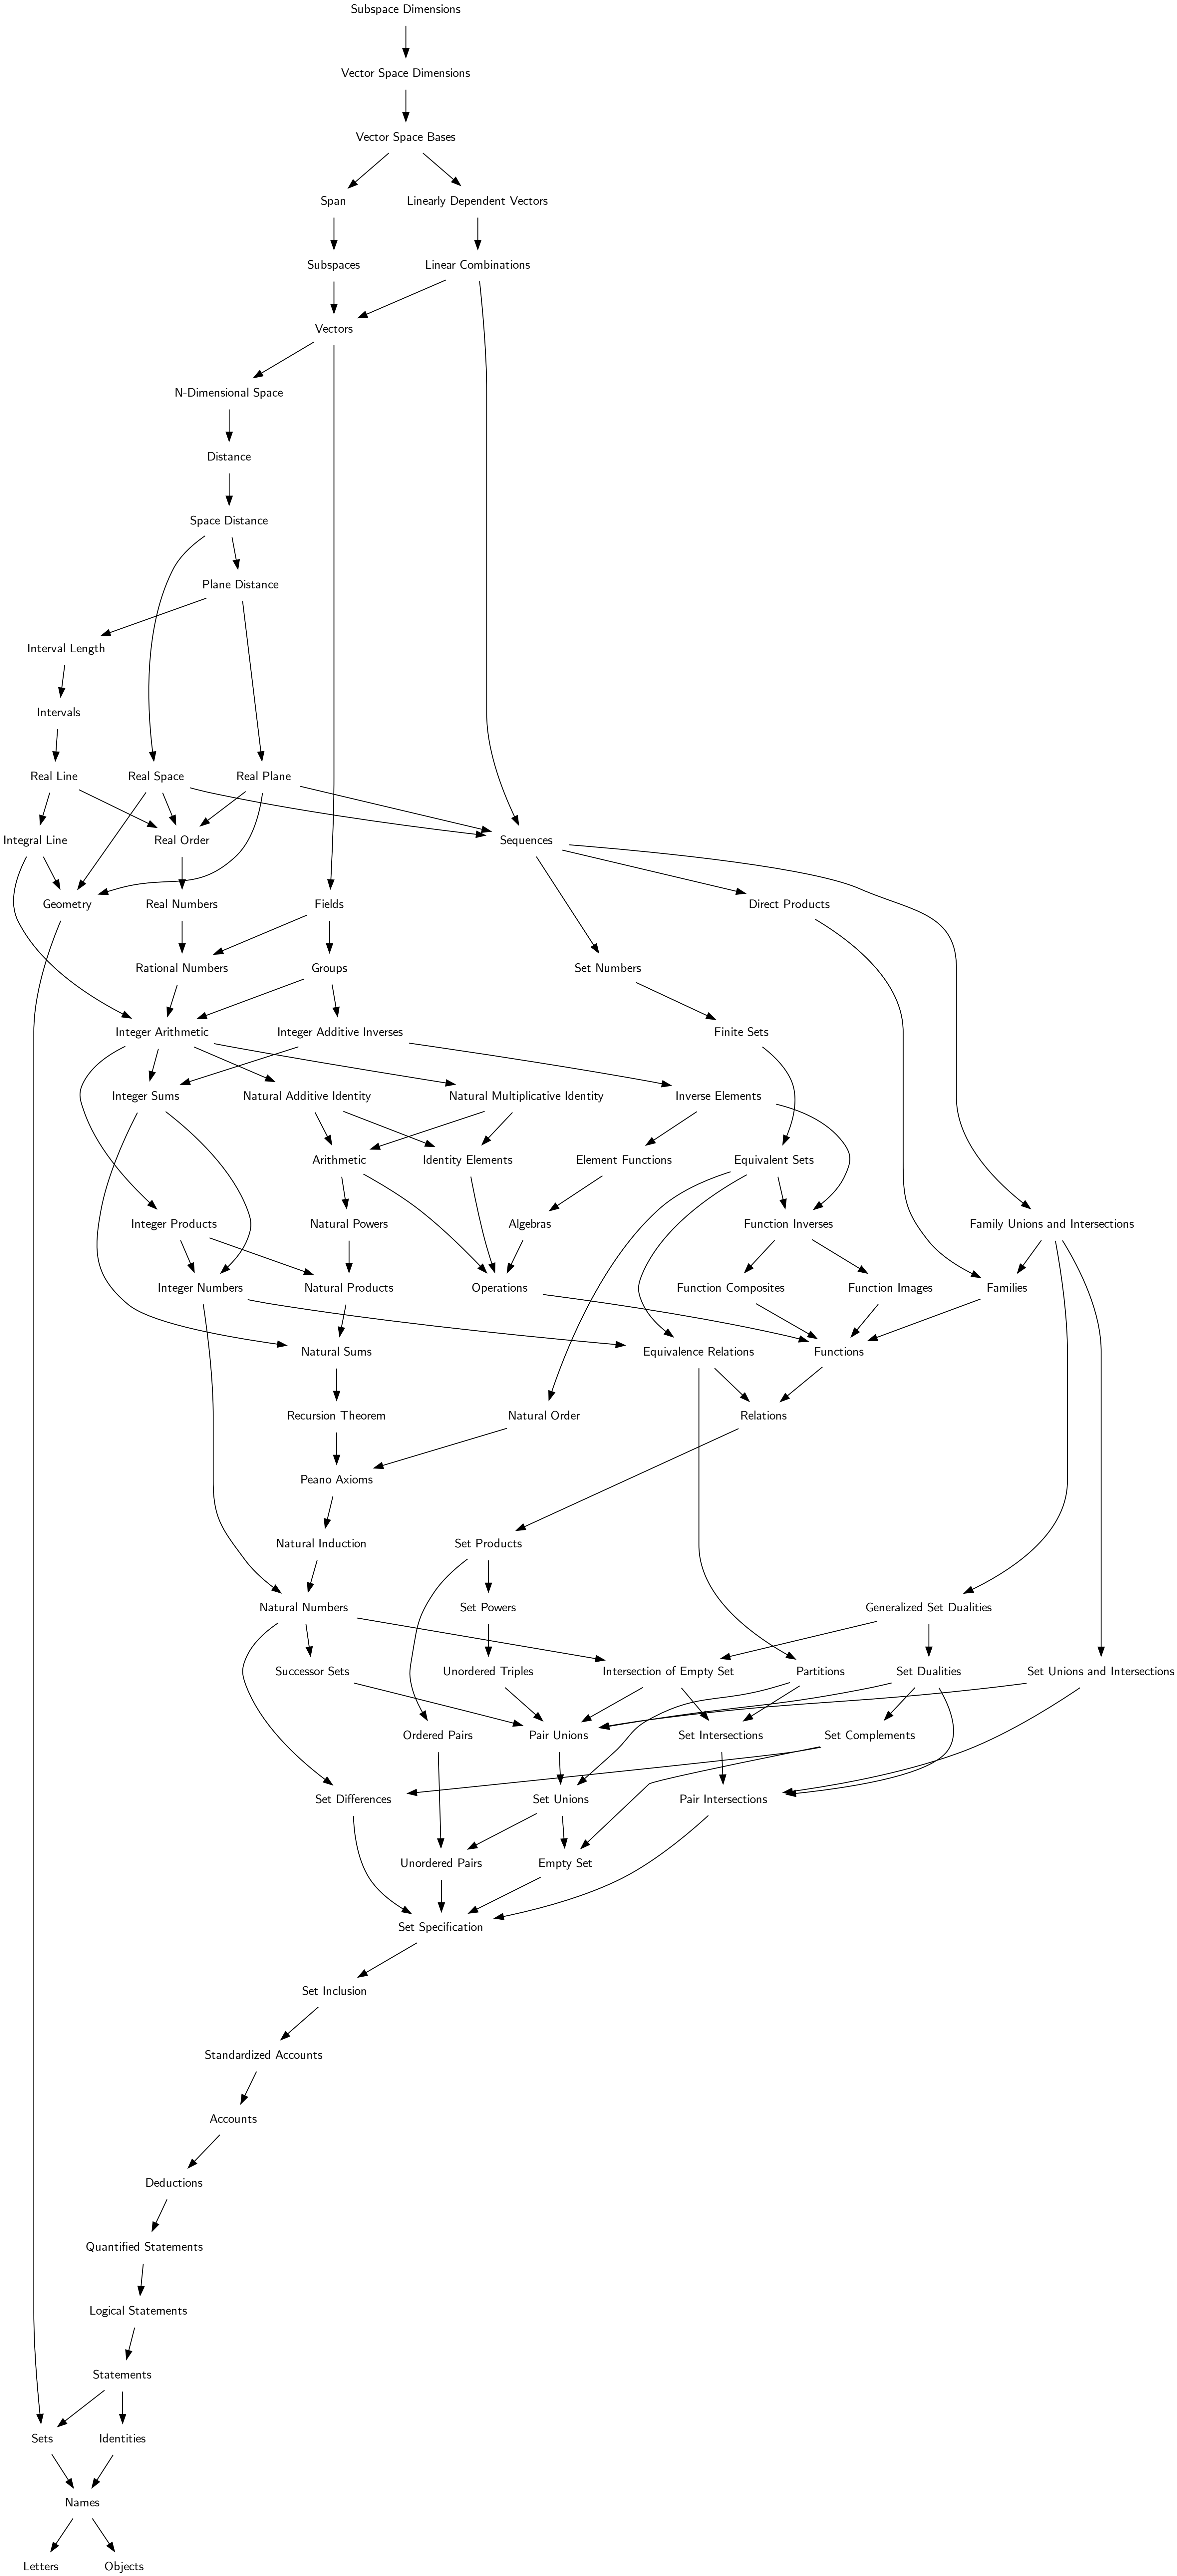 Subspace Dimensions
Vector Space Dimensions
Vector Space Bases
Span
Linearly Dependent Vectors
Subspaces
Linear Combinations
Vectors
N-Dimensional Space
Distance
Space Distance
Plane Distance
Interval Length
Intervals
Real Line
Real Space
Real Plane
Integral Line
Real Order
Sequences
Geometry
Real Numbers
Fields
Direct Products
Rational Numbers
Groups
Set Numbers
Integer Arithmetic
Integer Additive Inverses
Finite Sets
Integer Sums
Natural Additive Identity
Natural Multiplicative Identity
Inverse Elements
Arithmetic
Identity Elements
Element Functions
Equivalent Sets
Integer Products
Natural Powers
Algebras
Function Inverses
Family Unions and Intersections
Integer Numbers
Natural Products
Operations
Function Composites
Function Images
Families
Natural Sums
Equivalence Relations
Functions
Recursion Theorem
Natural Order
Relations
Peano Axioms
Natural Induction
Set Products
Natural Numbers
Set Powers
Generalized Set Dualities
Successor Sets
Unordered Triples
Intersection of Empty Set
Partitions
Set Dualities
Set Unions and Intersections
Ordered Pairs
Pair Unions
Set Intersections
Set Complements
Set Differences
Set Unions
Pair Intersections
Unordered Pairs
Empty Set
Set Specification
Set Inclusion
Standardized Accounts
Accounts
Deductions
Quantified Statements
Logical Statements
Statements
Sets
Identities
Names
Letters
Objects